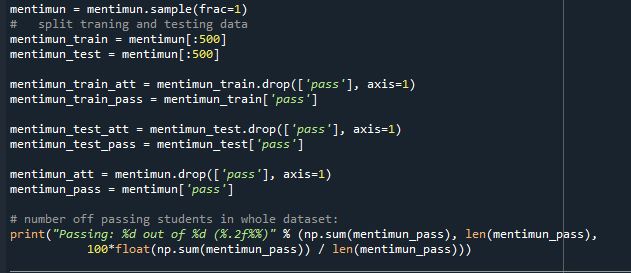 mentimun = mentimun.sample(frac=1)
#   split traning and testing data
mentimun_train = mentimun[:500]
mentimun_test = mentimun[:500]
mentimun_train_att = mentimun_train.drop(['pass'], axis=1)
mentimun_train_pass = mentimun_train['pass']
mentimun_test_att = mentimun_test.drop(['pass'], axis=1)
mentimun_test_pass = mentimun_test['pass']
mentimun_att = mentimun.drop(['pass'], axis=1)
mentimun_pass = mentimun['pass']
# number off passing students in whole dataset:
print("Passing: %d out of %d (%.2f%%)" % (np.sum(mentimun_pass), len(mentimun_pass),
100*float(np.sum(mentimun_pass)) / len(mentimun_pass)))